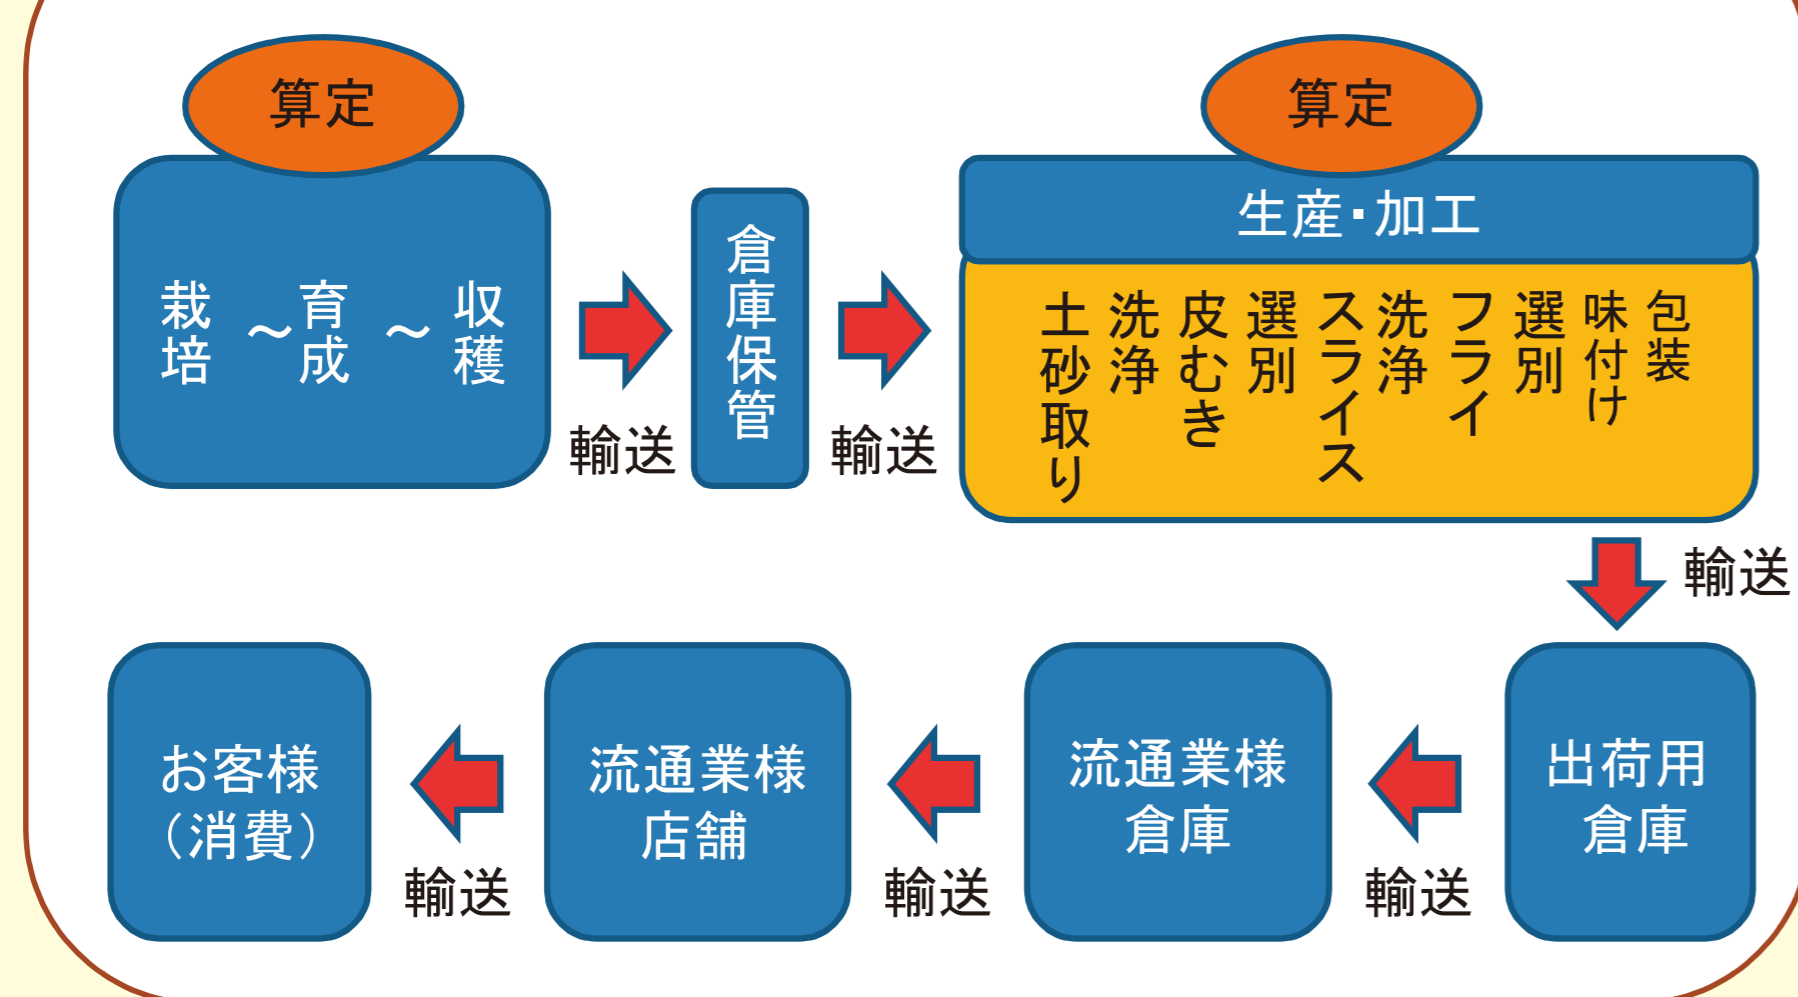 算定
栽培
～
育成
～
収穫
輸送
倉庫保管
輸送
算定
生産・加工
土砂取り
洗浄
皮むき
選別
スライス
洗浄
フライ
選別
味付け
包装
輸送
出荷用
倉庫
輸送
流通業様
倉庫
輸送
流通業様
店舗
輸送
お客様
（消費）